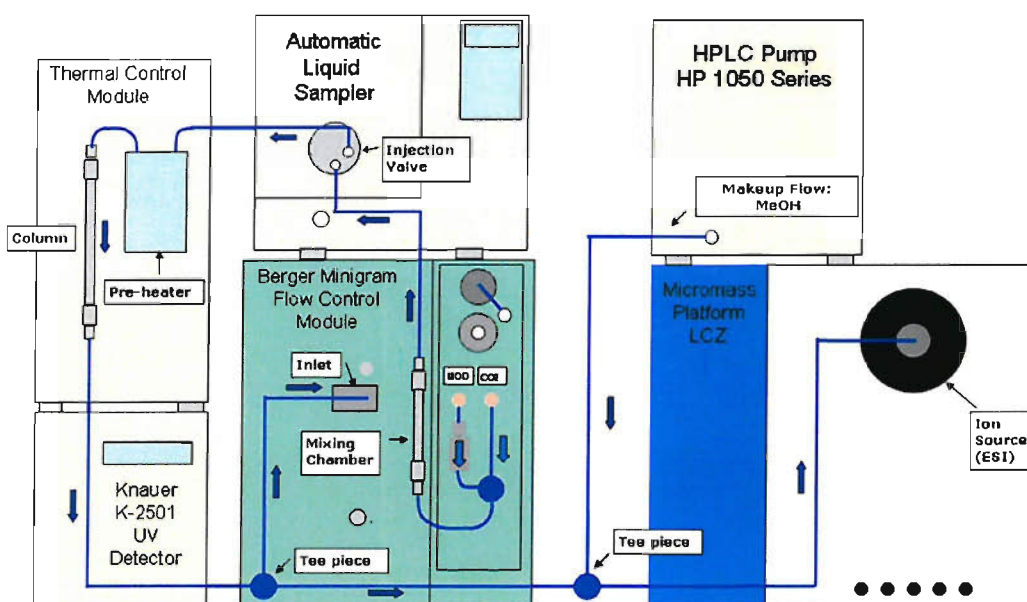 Thermal Control
Module
Column
Pre-heater
Knauer
K-2501
UV
Detector
Automatic
Liquid
Sampler
Injection
Valve
Berger Minigram
Flow Control
Module
Inlet
Mixing
Chamber
MOD
CO2
Tee piece
HPLC Pump
HP 1050 Series
Makeup Flow:
MeOH
Micromass
Platform
LCZ
Ion
Source
(ESI)
Tee piece